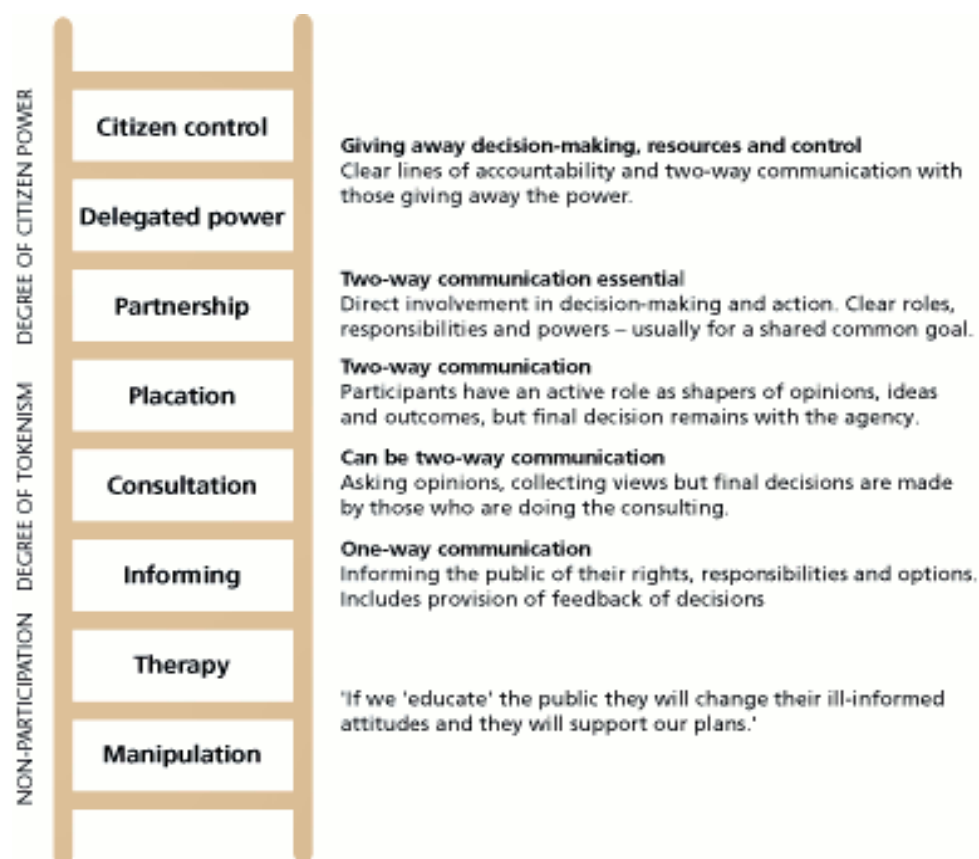 DEGREE OF CITIZEN POWER
Citizen control
Giving away decision-making, resources and control
Clear lines of accountability and two-way communication with
those giving away the power.
Delegated power
Partnership
Two-way communication essential
Direct involvement in decision-making and action. Clear roles,
responsibilities and powers – usually for a shared common goal.
DEGREE OF TOKENISM
Placation
Two-way communication
Participants have an active role as shapers of opinions, ideas
and outcomes, but final decision remains with the agency.
Consultation
Can be two-way communication
Asking opinions, collecting views but final decisions are made
by those who are doing the consulting.
Informing
One-way communication
Informing the public of their rights, responsibilities and options.
Includes provision of feedback of decisions
NON-PARTICIPATION
Therapy
'If we 'educate' the public they will change their ill-informed
attitudes and they will support our plans.'
Manipulation